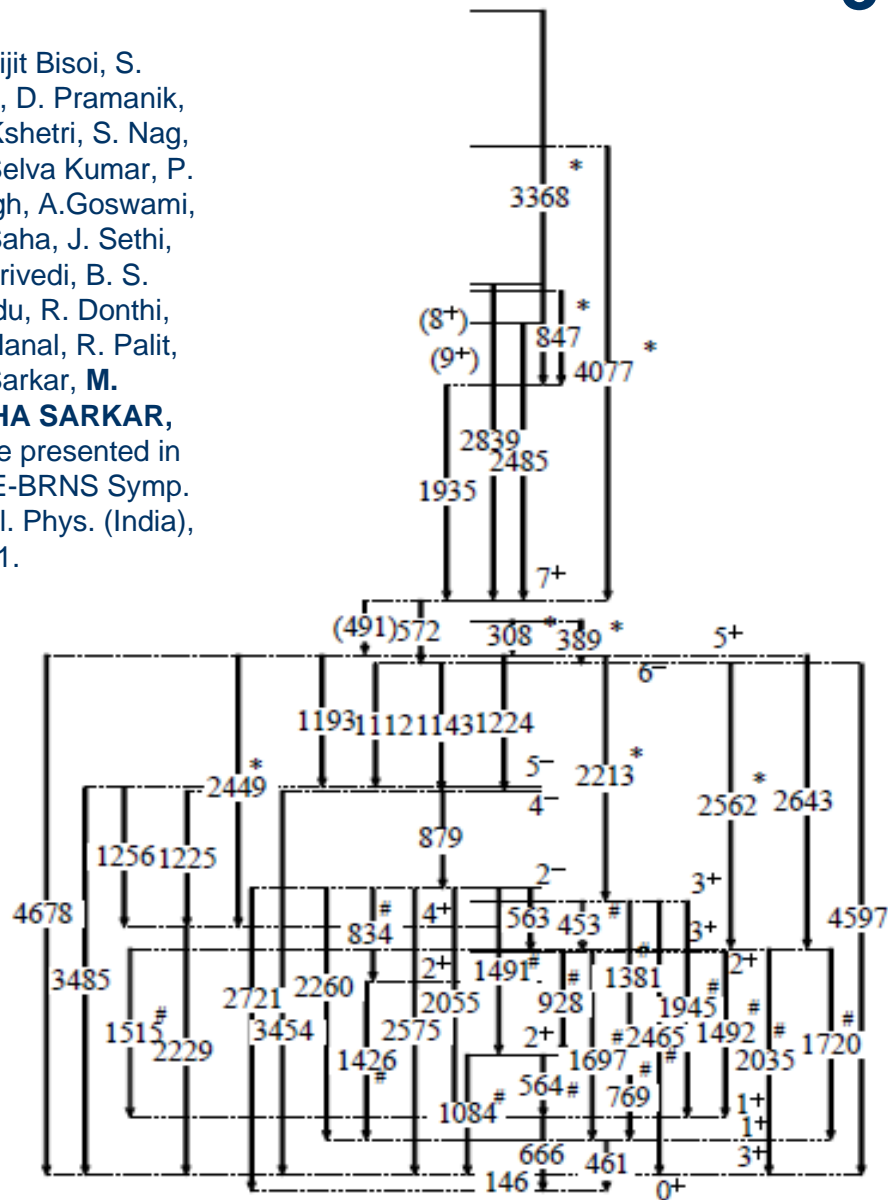 ijit Bisoi, S.
, D. Pramanik,
Kshetri, S. Nag,
Selva Kumar, P.
gh, A.Goswami,
Saha, J. Sethi,
rivedi, B. S.
du, R. Donthi,
Manal, R. Palit,
Sarkar, M.
HA SARKAR,
e presented in
E-BRNS Symp.
l. Phys. (India),
1.
3368 *
(8+) 847 *
(9+) 4077 *
2839
2485
1935
7+
(491) 572 308 * 389 * 5+
6-
1193 1112 1143 1224
5-
2449 * 2213 * 2562 * 2643
4-
879
1256 1225
2- 3+
4678 834 # 4+ 563 453 # 3+ 4597
3485 2+ 1491 # 1381 # 2+
2721 2260 2055 928 # 1945 #
1515 # 2229 3454 1426 # 2575 2+ 1697 # 2465 # 1492 # 2035 # 1720 #
1084 # 564 # 769 # 1+
1+
666 461 3+
146 0+